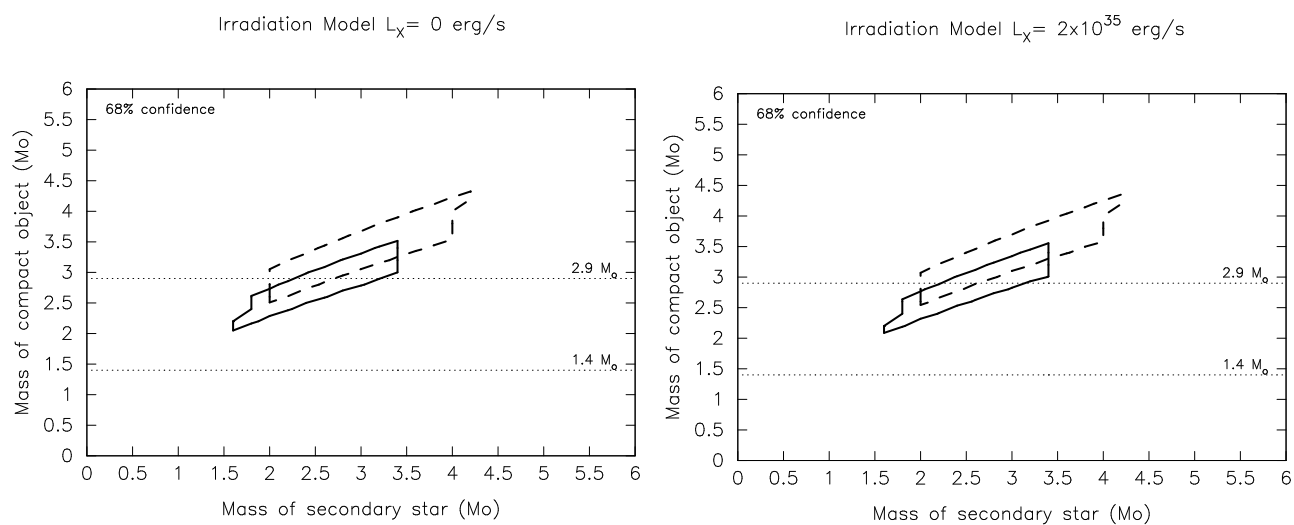 Irradiation Model Lx= 0 erg/s
68% confidence
6
5.5
5
4.5
4
3.5
3
2.5
2
1.5
1
0.5
0
2.9 Mo
1.4 Mo
0 0.5 1 1.5 2 2.5 3 3.5 4 4.5 5 5.5 6
Mass of compact object (Mo)
Mass of secondary star (Mo)
Irradiation Model Lx= 2x10^35 erg/s
68% confidence
6
5.5
5
4.5
4
3.5
3
2.5
2
1.5
1
0.5
0
2.9 Mo
1.4 Mo
0 0.5 1 1.5 2 2.5 3 3.5 4 4.5 5 5.5 6
Mass of compact object (Mo)
Mass of secondary star (Mo)